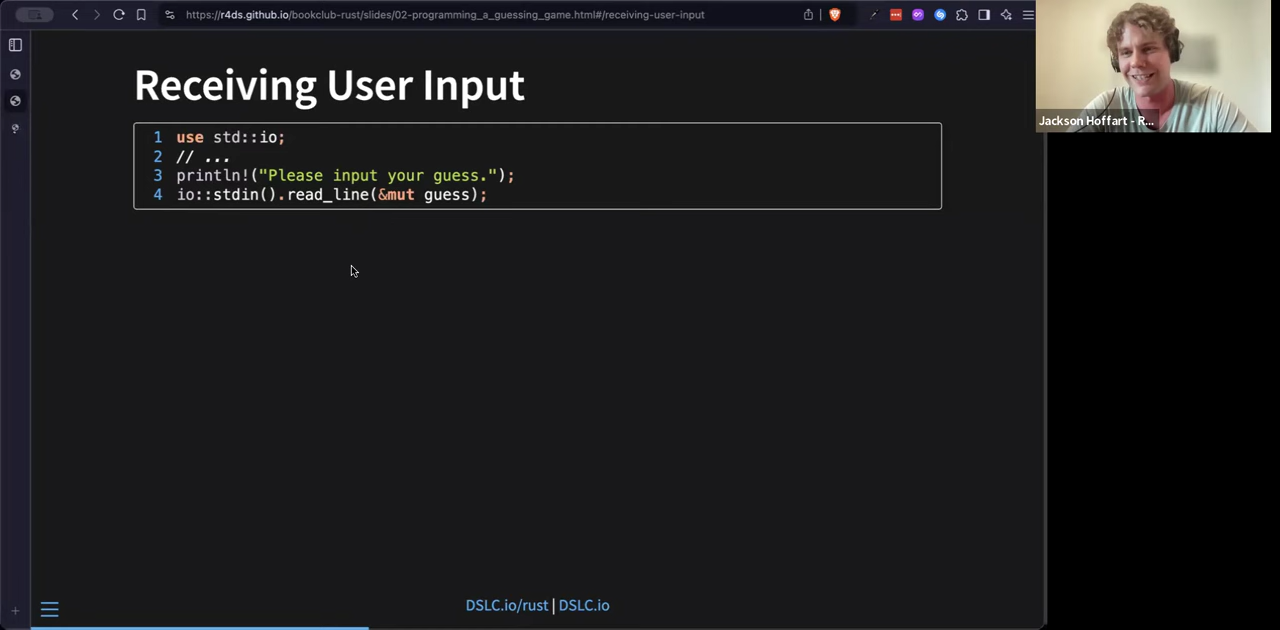 https://r4ds.github.io/bookclub-rust/slides/02-programming_a_guessing_game.html#/receiving-user-input
Jackson Hoffart - R...
Receiving User Input
1 use std::io;
2 // ...
3 println!("Please input your guess.");
4 io::stdin().read_line(&mut guess);
DSLC.io/rust | DSLC.io